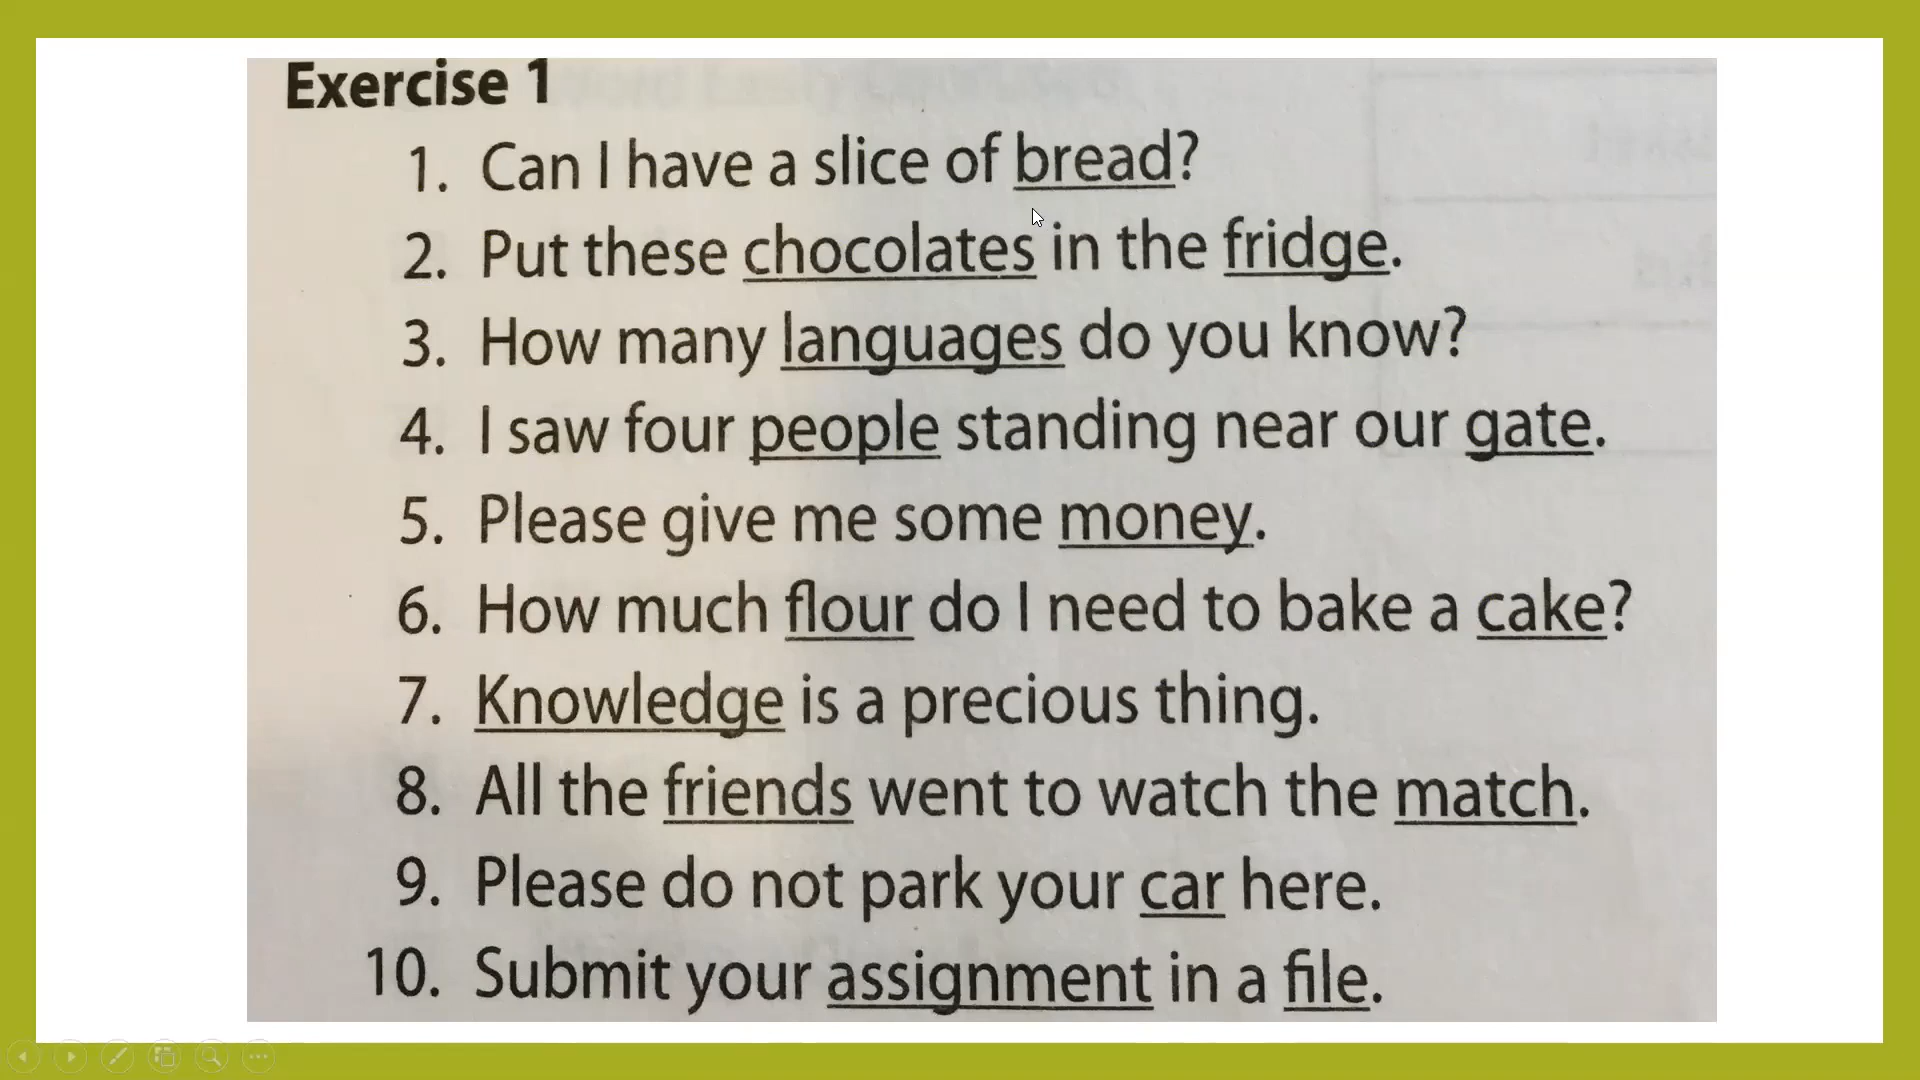 Exercise 1
1. Can I have a slice of bread?
2. Put these chocolates in the fridge.
3. How many languages do you know?
4. I saw four people standing near our gate.
5. Please give me some money.
6. How much flour do I need to bake a cake?
7. Knowledge is a precious thing.
8. All the friends went to watch the match.
9. Please do not park your car here.
10. Submit your assignment in a file.